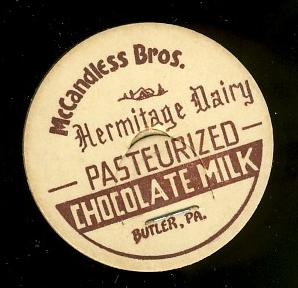 McCandless Bros.
Hermitage Dairy
PASTEURIZED
CHOCOLATE MILK
BUTLER, PA.